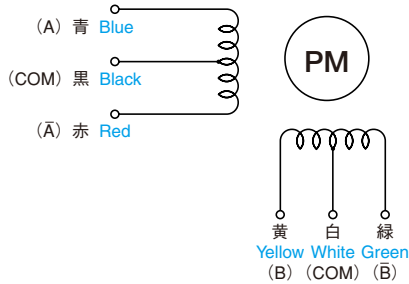 (A) 青 Blue
(COM) 黒 Black
(Ā) 赤 Red
PM
黄 白 緑
Yellow White Green
(B) (COM) (B̄)